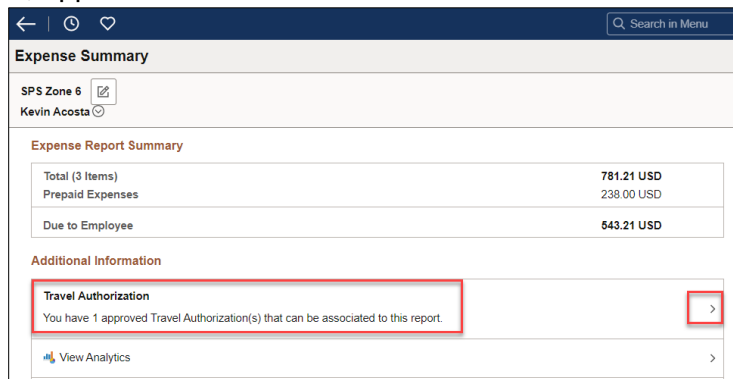 Search in Menu
Expense Summary
SPS Zone 6
Kevin Acosta
Expense Report Summary
Total (3 Items) 781.21 USD
Prepaid Expenses 238.00 USD
Due to Employee 543.21 USD
Additional Information
Travel Authorization
You have 1 approved Travel Authorization(s) that can be associated to this report.
View Analytics